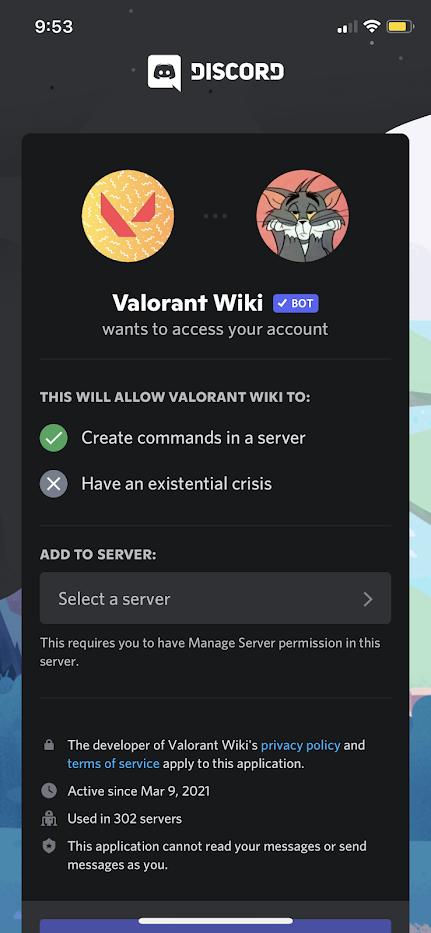 9:53
DISCORD
Valorant Wiki BOT
wants to access your account
THIS WILL ALLOW VALORANT WIKI TO:
Create commands in a server
Have an existential crisis
ADD TO SERVER:
Select a server
This requires you to have Manage Server permission in this
server.
The developer of Valorant Wiki's privacy policy and
terms of service apply to this application.
Active since Mar 9, 2021
Used in 302 servers
This application cannot read your messages or send
messages as you.